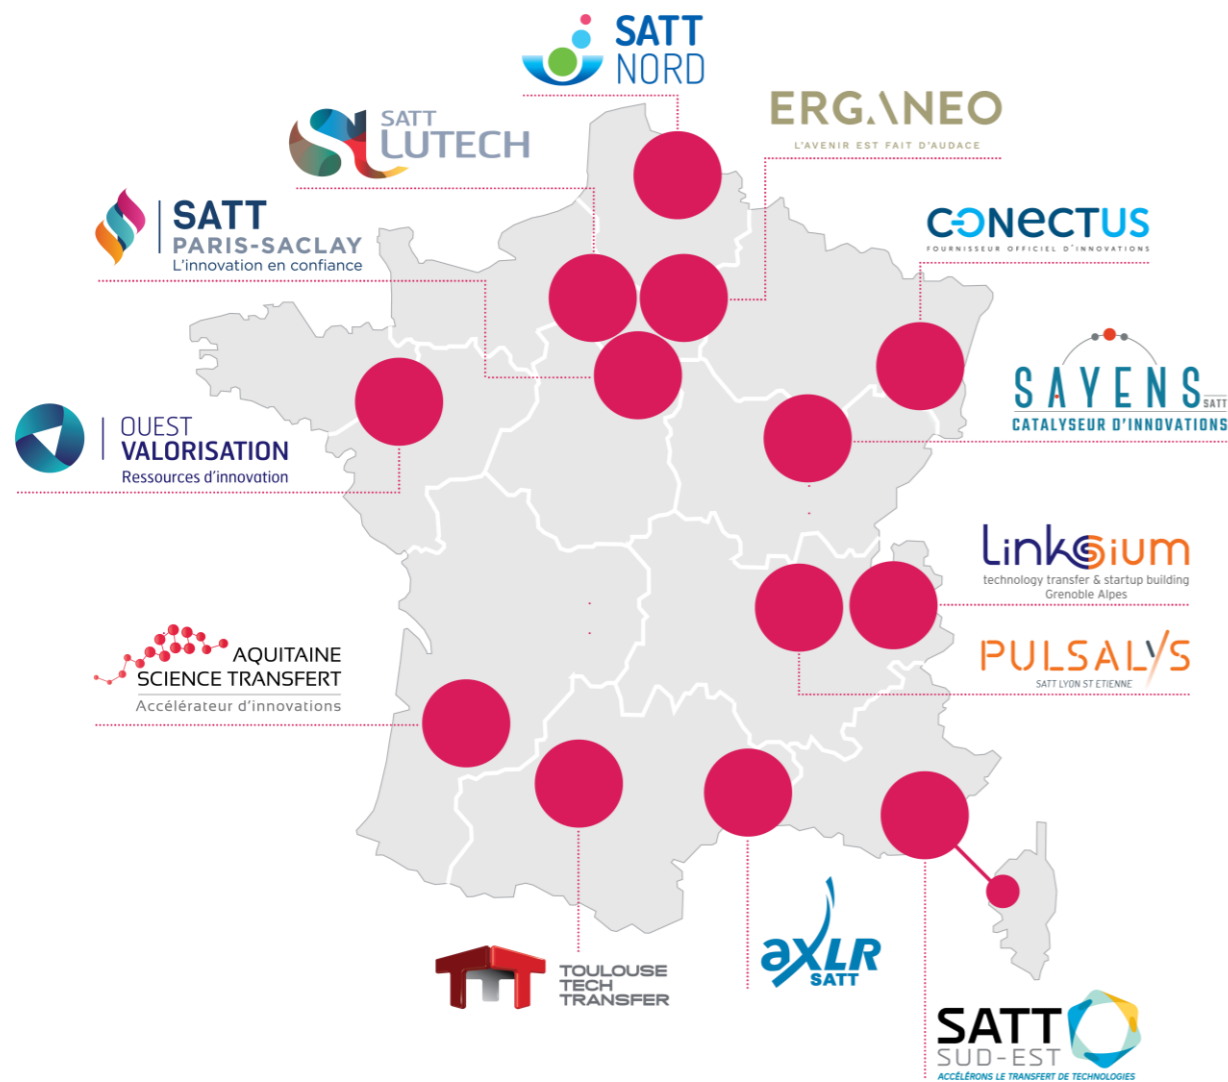 SATT
NORD
ERGANEO
L'AVENIR EST FAIT D'AUDACE
SATT
LUTECH
SATT
PARIS-SACLAY
L'innovation en confiance
CONECTUS
FOURNISSEUR OFFICIEL D'INNOVATIONS
SAYENS SATT
CATALYSEUR D'INNOVATIONS
OUEST
VALORISATION
Ressources d'innovation
Linksium
technology transfer & startup building
Grenoble Alpes
PULSALYS
SATT LYON ST ETIENNE
AQUITAINE
SCIENCE TRANSFERT
Accélérateur d'innovations
TOULOUSE
TECH
TRANSFER
aXLR
SATT
SATT
SUD-EST
ACCÉLÉRONS LE TRANSFERT DE TECHNOLOGIES